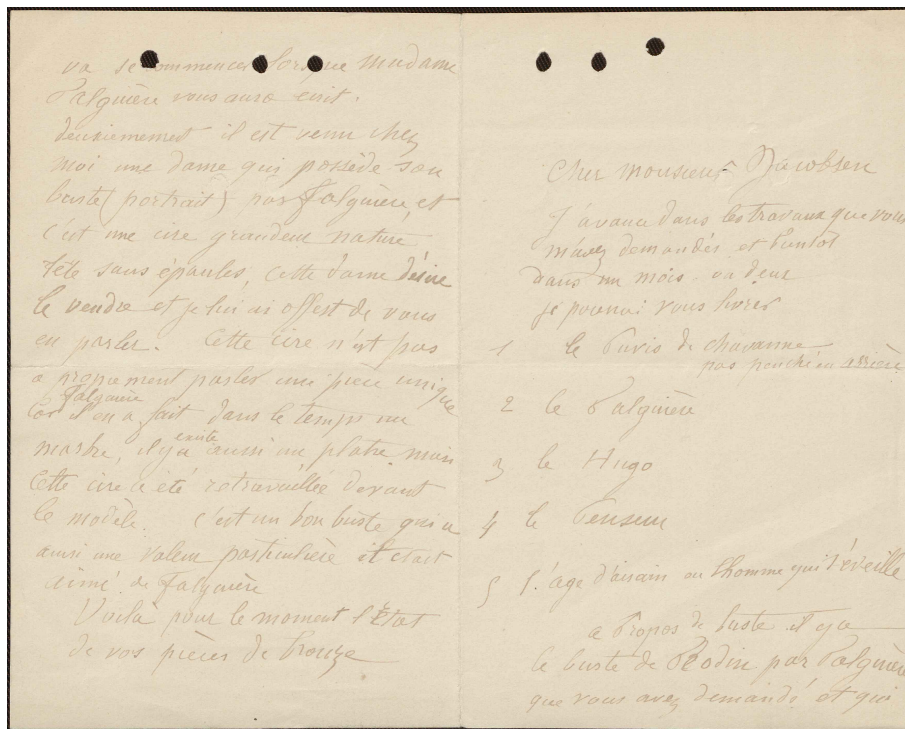 Cher monsieur Jacobsen
J'avance dans les travaux que vous
m'avez demandés et bientot
dans un mois ou deux
je pourrai vous livrer
1 le Puvis de chavanne
pas penché en arrière
2 le Falguière
3 le Hugo
4 le Penseur
5 l'age d'airain ou l'homme qui s'éveille
a Propos de buste il y a
le buste de Rodin par Falguière
que vous avez demandé et qui
va se commencer lorsque madame
Falguière vous aura écrit.
deuxiemement il est venu chez
moi une dame qui possède son
buste (portrait) par Falguière, et
c'est une cire grandeur nature
tête sans épaules, cette dame désire
le vendre et je lui ai offert de vous
en parler. Cette cire n'est pas
a proprement parler une pièce unique
car Falguière en a fait dans le temps un
marbre, il y a existe aussi un platre mais
cette cire a été retravaillée devant
le modèle. C'est un bon buste qui a
aussi une valeur particulière il était
aimé de Falguière
Voilà pour le moment l'état
de vos pièces de bronze